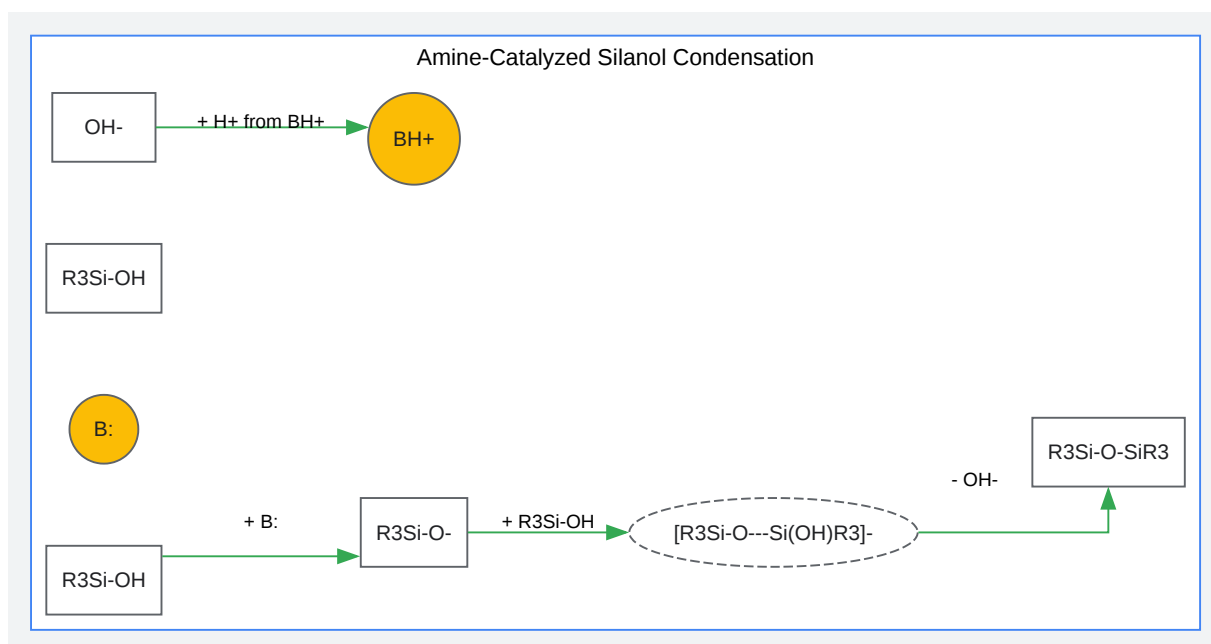 Amine-Catalyzed Silanol Condensation
OH-
+ H+ from BH+
BH+
R3Si-OH
B:
R3Si-O-SiR3
- OH-
+ B:
R3Si-O-
+ R3Si-OH
[R3Si-O---Si(OH)R3]-
R3Si-OH